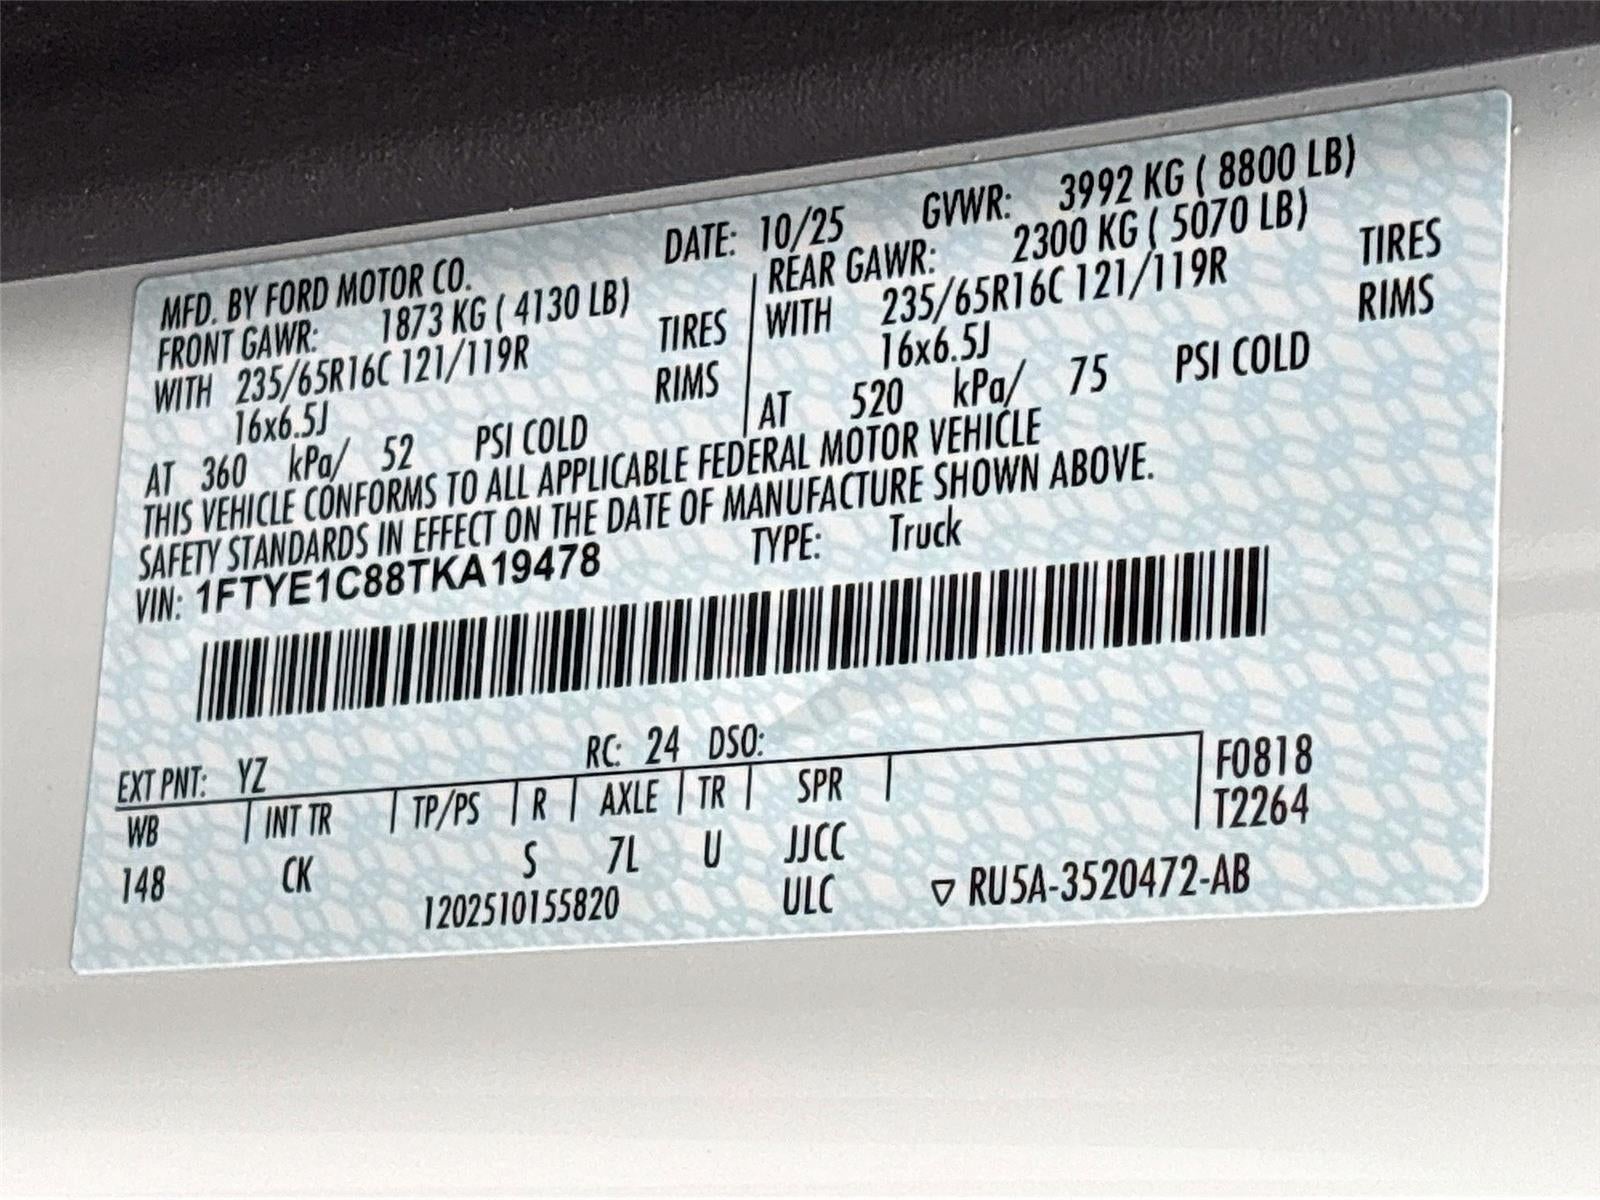 MFD. BY FORD MOTOR CO. DATE: 10/25 GVWR: 3992 KG ( 8800 LB)
FRONT GAWR: 1873 KG ( 4130 LB) REAR GAWR: 2300 KG ( 5070 LB)
WITH 235/65R16C 121/119R TIRES WITH 235/65R16C 121/119R TIRES
16x6.5J RIMS 16x6.5J RIMS
AT 360 kPa/ 52 PSI COLD AT 520 kPa/ 75 PSI COLD
THIS VEHICLE CONFORMS TO ALL APPLICABLE FEDERAL MOTOR VEHICLE
SAFETY STANDARDS IN EFFECT ON THE DATE OF MANUFACTURE SHOWN ABOVE.
VIN: 1FTYE1C88TKA19478 TYPE: Truck
EXT PNT: YZ RC: 24 DSO: F0818
WB INT TR TP/PS R AXLE TR SPR T2264
148 CK S 7L U JJCC
1202510155820 ULC ▽ RU5A-3520472-AB